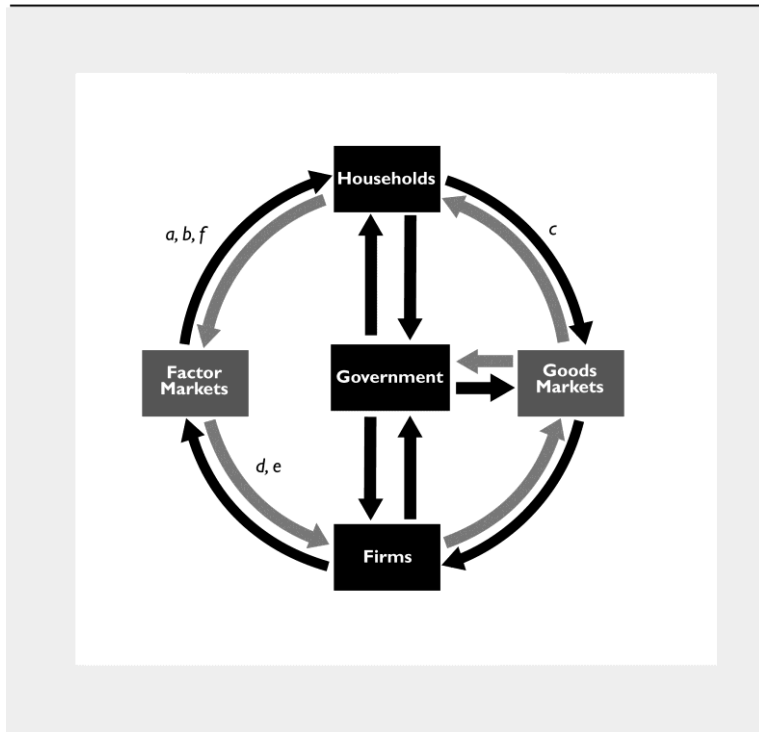 Households
a, b, f
c
Factor
Markets
Government
Goods
Markets
d, e
Firms